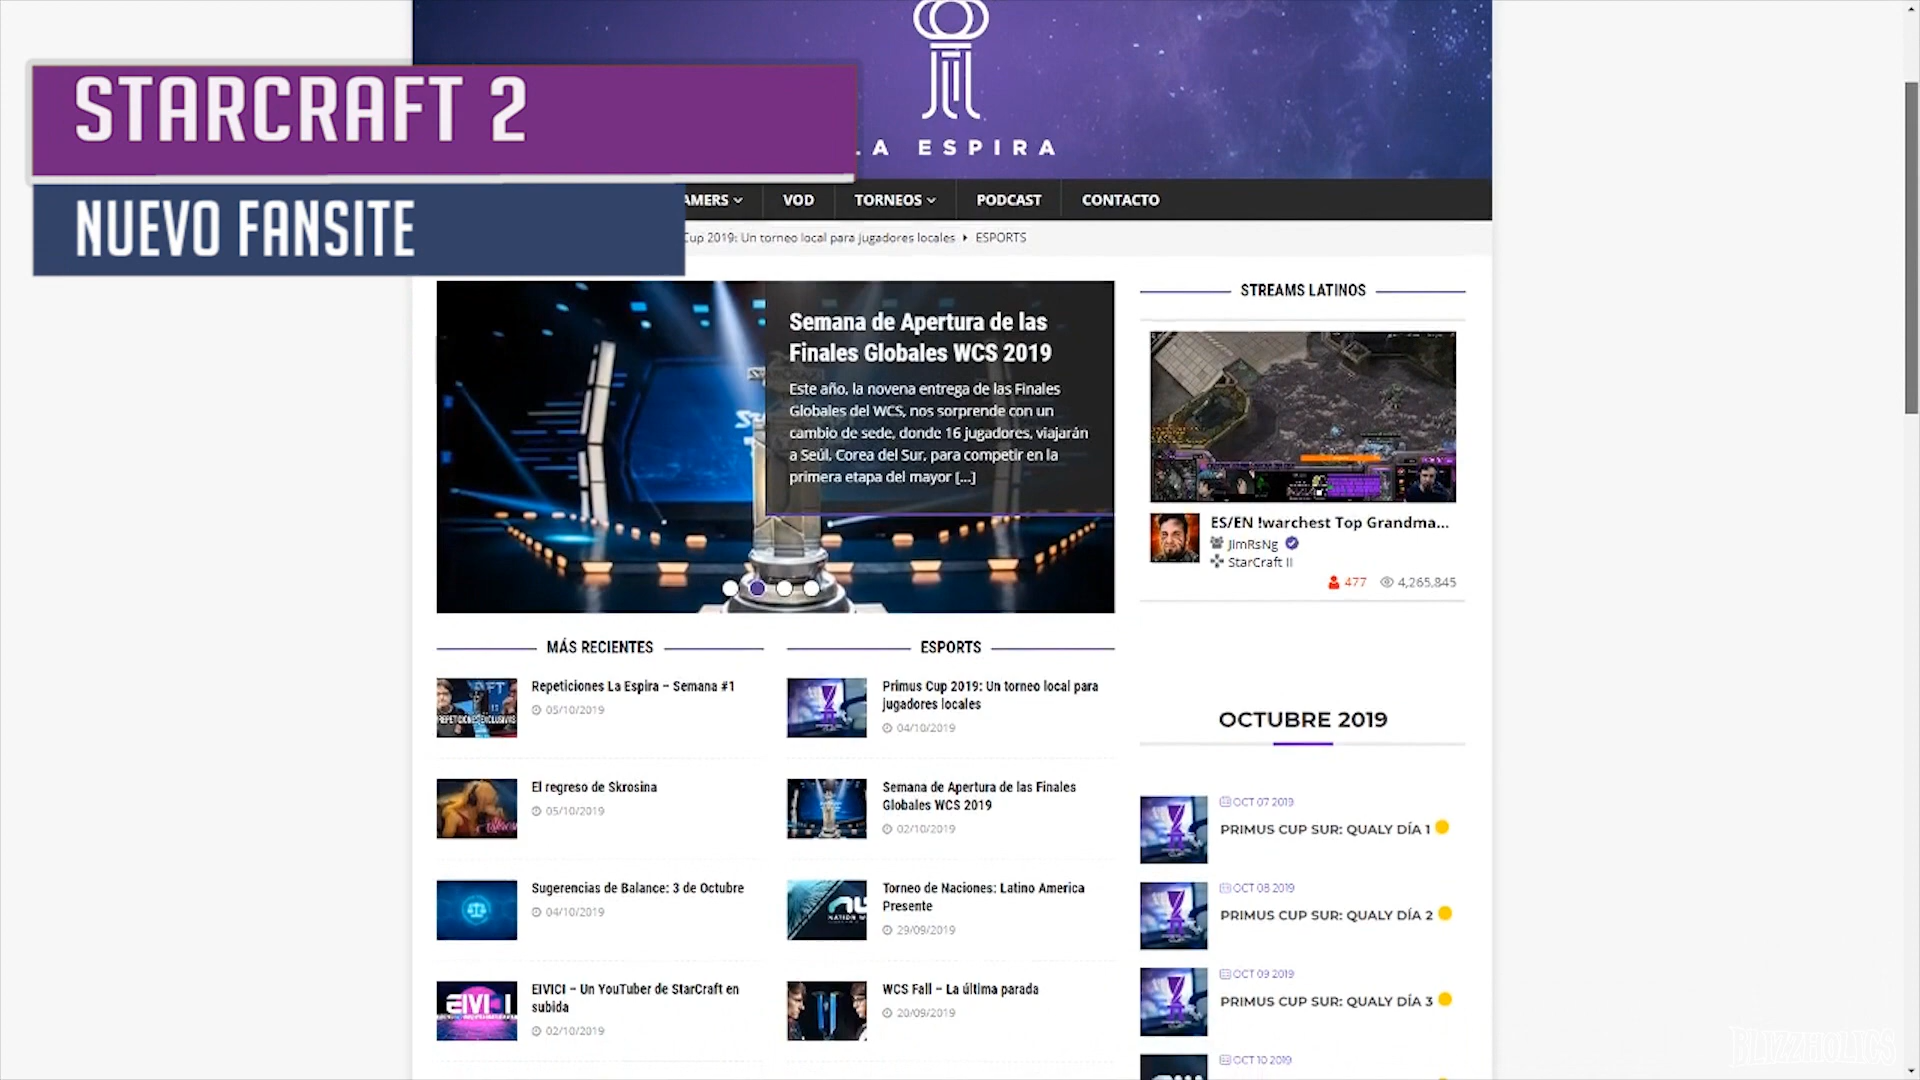 STARCRAFT 2
NUEVO FANSITE
LA ESPIRA
AMERS
VOD
TORNEOS
PODCAST
CONTACTO
Cup 2019: Un torneo local para jugadores locales
ESPORTS
Semana de Apertura de las
Finales Globales WCS 2019
Este año, la novena entrega de las Finales
Globales del WCS, nos sorprende con un
cambio de sede, donde 16 jugadores, viajarán
a Seúl, Corea del Sur, para competir en la
primera etapa del mayor [...]
STREAMS LATINOS
ES/EN !warchest Top Grandma...
JimRsNg
StarCraft II
477
4,265,845
MÁS RECIENTES
Repeticiones La Espira – Semana #1
05/10/2019
El regreso de Skrosina
05/10/2019
Sugerencias de Balance: 3 de Octubre
04/10/2019
EIVICI
EIVICI – Un YouTuber de StarCraft en
subida
02/10/2019
ESPORTS
Primus Cup 2019: Un torneo local para
jugadores locales
04/10/2019
Semana de Apertura de las Finales
Globales WCS 2019
02/10/2019
Torneo de Naciones: Latino America
Presente
29/09/2019
WCS Fall – La última parada
20/09/2019
OCTUBRE 2019
OCT 07 2019
PRIMUS CUP SUR: QUALY DÍA 1
OCT 08 2019
PRIMUS CUP SUR: QUALY DÍA 2
OCT 09 2019
PRIMUS CUP SUR: QUALY DÍA 3
OCT 10 2019
BLIZZHOLICS